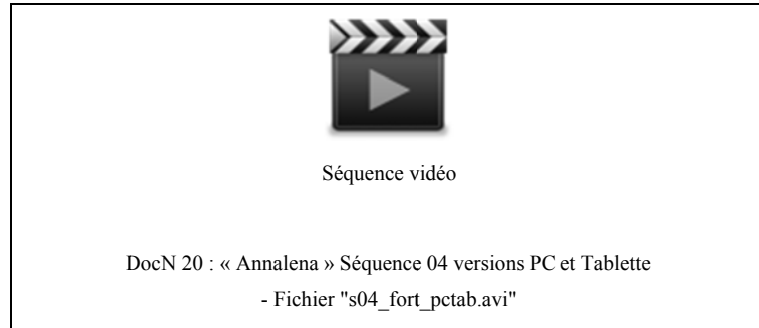 Séquence vidéo
DocN 20 : « Annalena » Séquence 04 versions PC et Tablette
- Fichier "s04_fort_pctab.avi"